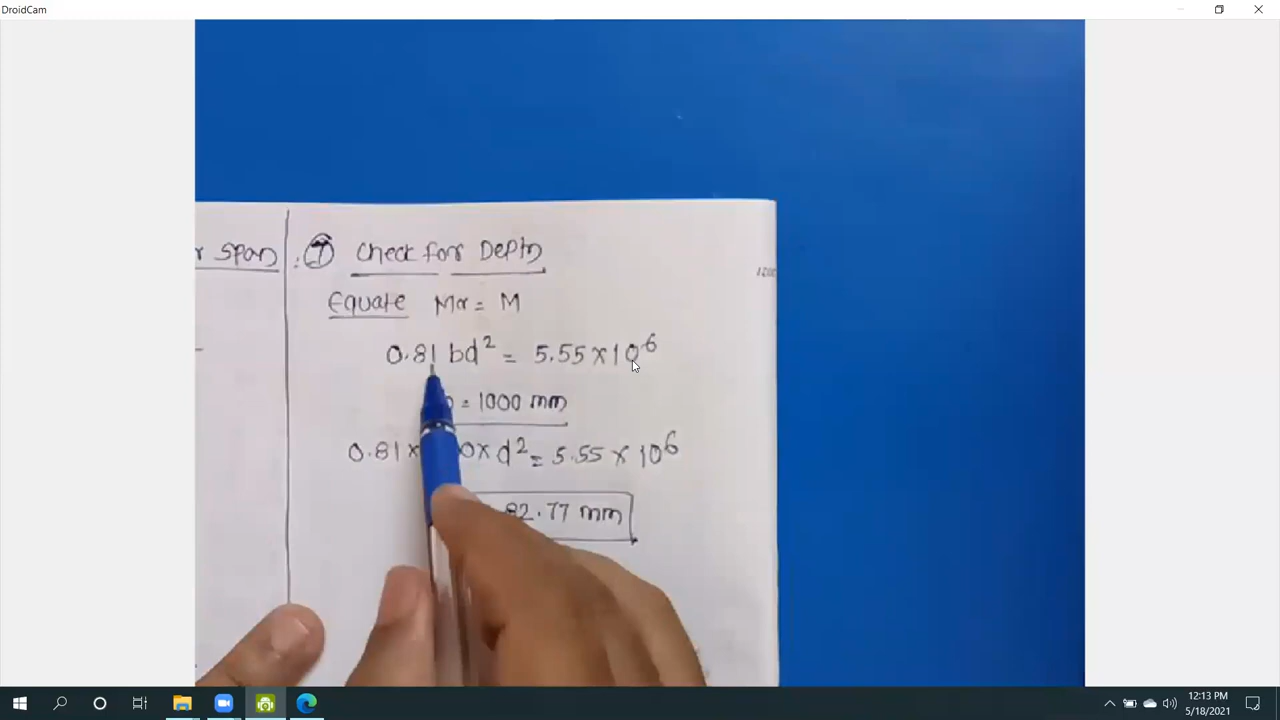 DroidCam
r span
: ⑦ Check for Depth
Equate Mr = M
0.81 bd² = 5.55 × 10⁶
= 1000 mm
0.81 × 0 × d² = 5.55 × 10⁶
82.77 mm
12:13 PM
5/18/2021